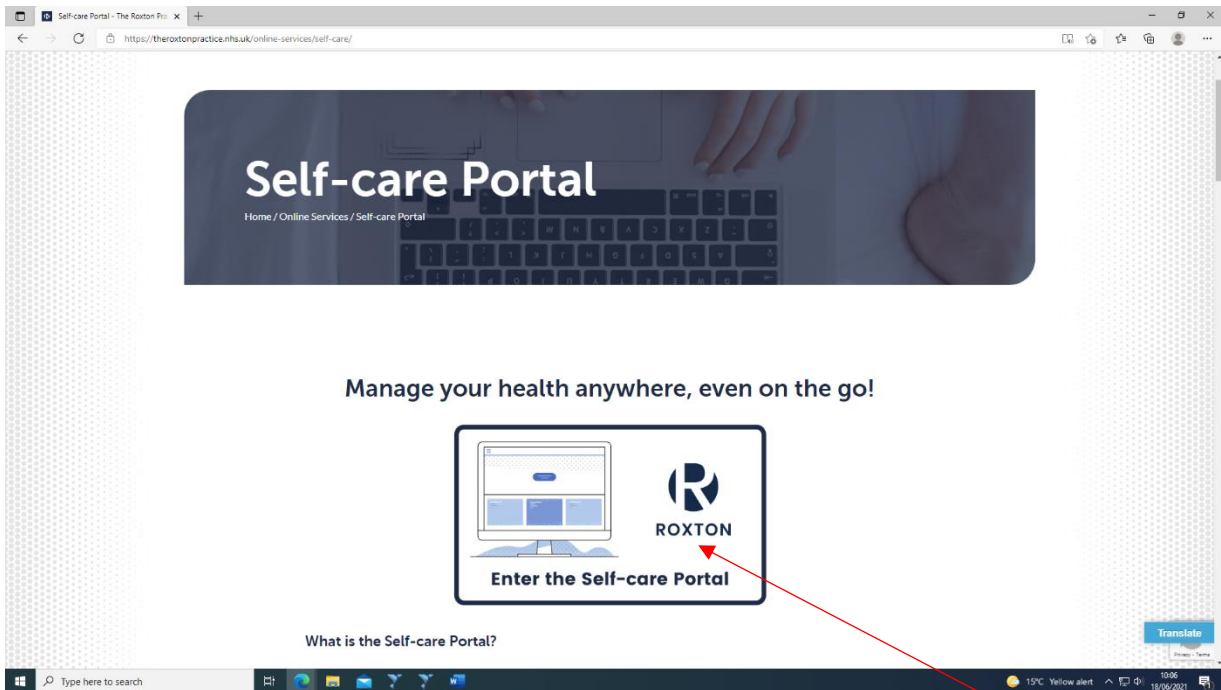 Self-care Portal - The Roxton Pra
https://theroxtonpractice.nhs.uk/online-services/self-care/
Self-care Portal
Home / Online Services / Self-care Portal
Manage your health anywhere, even on the go!
R
ROXTON
Enter the Self-care Portal
What is the Self-care Portal?
Translate
Privacy - Terms
Type here to search
15°C Yellow alert
10:06
18/06/2021